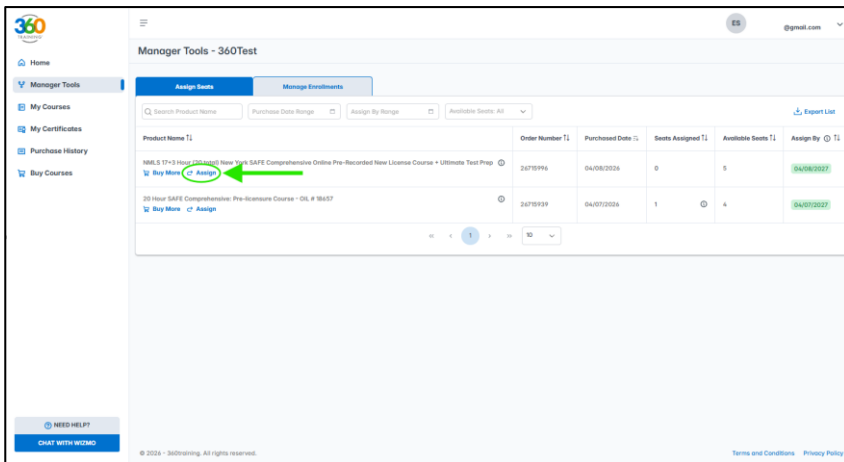 360
TRAINING
ES
@gmail.com
Manager Tools - 360Test
Home
Manager Tools
My Courses
My Certificates
Purchase History
Buy Courses
Assign Seats
Manage Enrollments
Search Product Name
Purchase Date Range
Assign By Range
Available Seats: All
Export List
Product Name
Order Number
Purchased Date
Seats Assigned
Available Seats
Assign By
NMLS 17+3 Hour (20 total) New York SAFE Comprehensive Online Pre-Recorded New License Course + Ultimate Test Prep
Buy More
Assign
26715996
04/08/2026
0
5
04/08/2027
20 Hour SAFE Comprehensive: Pre-licensure Course - OIL # 18657
Buy More
Assign
26715939
04/07/2026
1
4
04/07/2027
« ‹ 1 › »
10
NEED HELP?
CHAT WITH WIZMO
© 2026 - 360training. All rights reserved.
Terms and Conditions
Privacy Policy